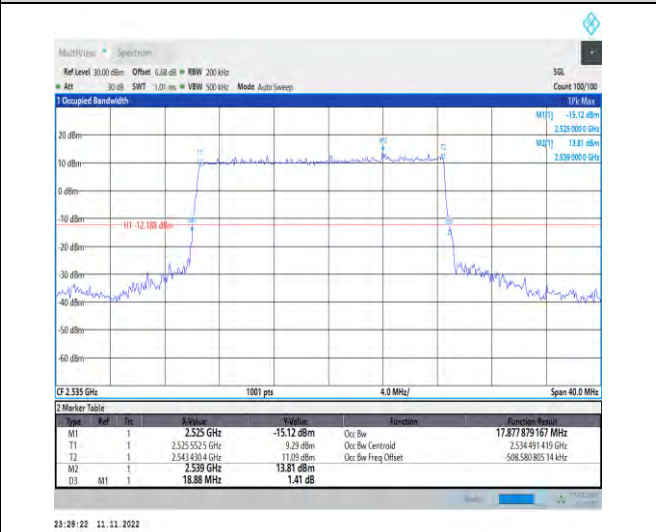 MultiView Spectrum
Ref Level 30.00 dBm Offset 6.68 dB RBW 200 kHz SGL
Att 30 dB SWT 1.01 ms VBW 500 kHz Mode Auto Sweep Count 100/100
1 Occupied Bandwidth 1Pk Max
M1[1] -15.12 dBm
2.525 000 0 GHz
M2[1] 13.81 dBm
2.539 000 0 GHz
20 dBm
M2
T1
T2
10 dBm
0 dBm
-10 dBm
H1 -12.188 dBm
-20 dBm
-30 dBm
-40 dBm
-50 dBm
-60 dBm
CF 2.535 GHz 1001 pts 4.0 MHz/ Span 40.0 MHz
2 Marker Table
Type Ref Trc X-Value Y-Value Function Function Result
M1 1 2.525 GHz -15.12 dBm Occ Bw 17.877 879 167 MHz
T1 1 2.525 552 5 GHz 9.29 dBm Occ Bw Centroid 2.534 491 419 GHz
T2 1 2.543 430 4 GHz 11.09 dBm Occ Bw Freq Offset -508.580 805 14 kHz
M2 1 2.539 GHz 13.81 dBm
D3 M1 1 18.88 MHz 1.41 dB
23:28:22 11.11.2022